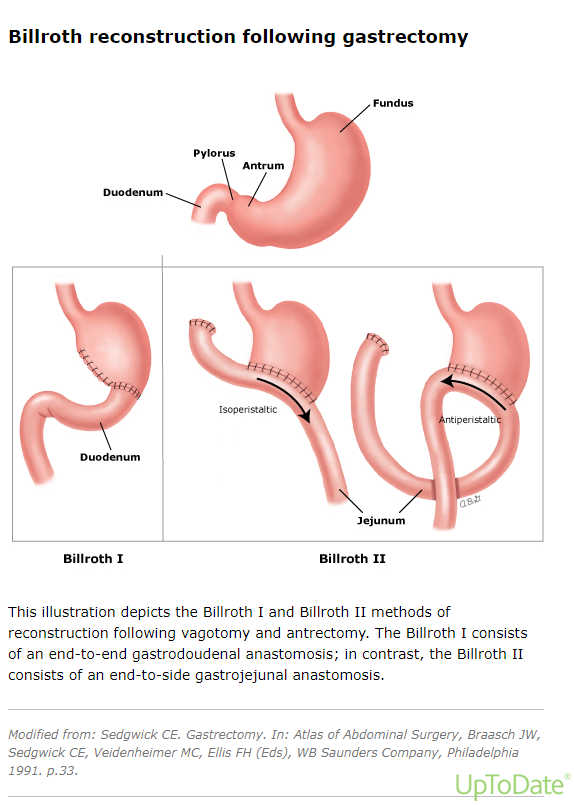 Billroth reconstruction following gastrectomy
Fundus
Pylorus
Antrum
Duodenum
Isoperistaltic
Antiperistaltic
Duodenum
Jejunum
Billroth I
Billroth II
This illustration depicts the Billroth I and Billroth II methods of
reconstruction following vagotomy and antrectomy. The Billroth I consists
of an end-to-end gastrodoudenal anastomosis; in contrast, the Billroth II
consists of an end-to-side gastrojejunal anastomosis.
Modified from: Sedgwick CE. Gastrectomy. In: Atlas of Abdominal Surgery, Braasch JW,
Sedgwick CE, Veidenheimer MC, Ellis FH (Eds), WB Saunders Company, Philadelphia
1991. p.33.
UpToDate®